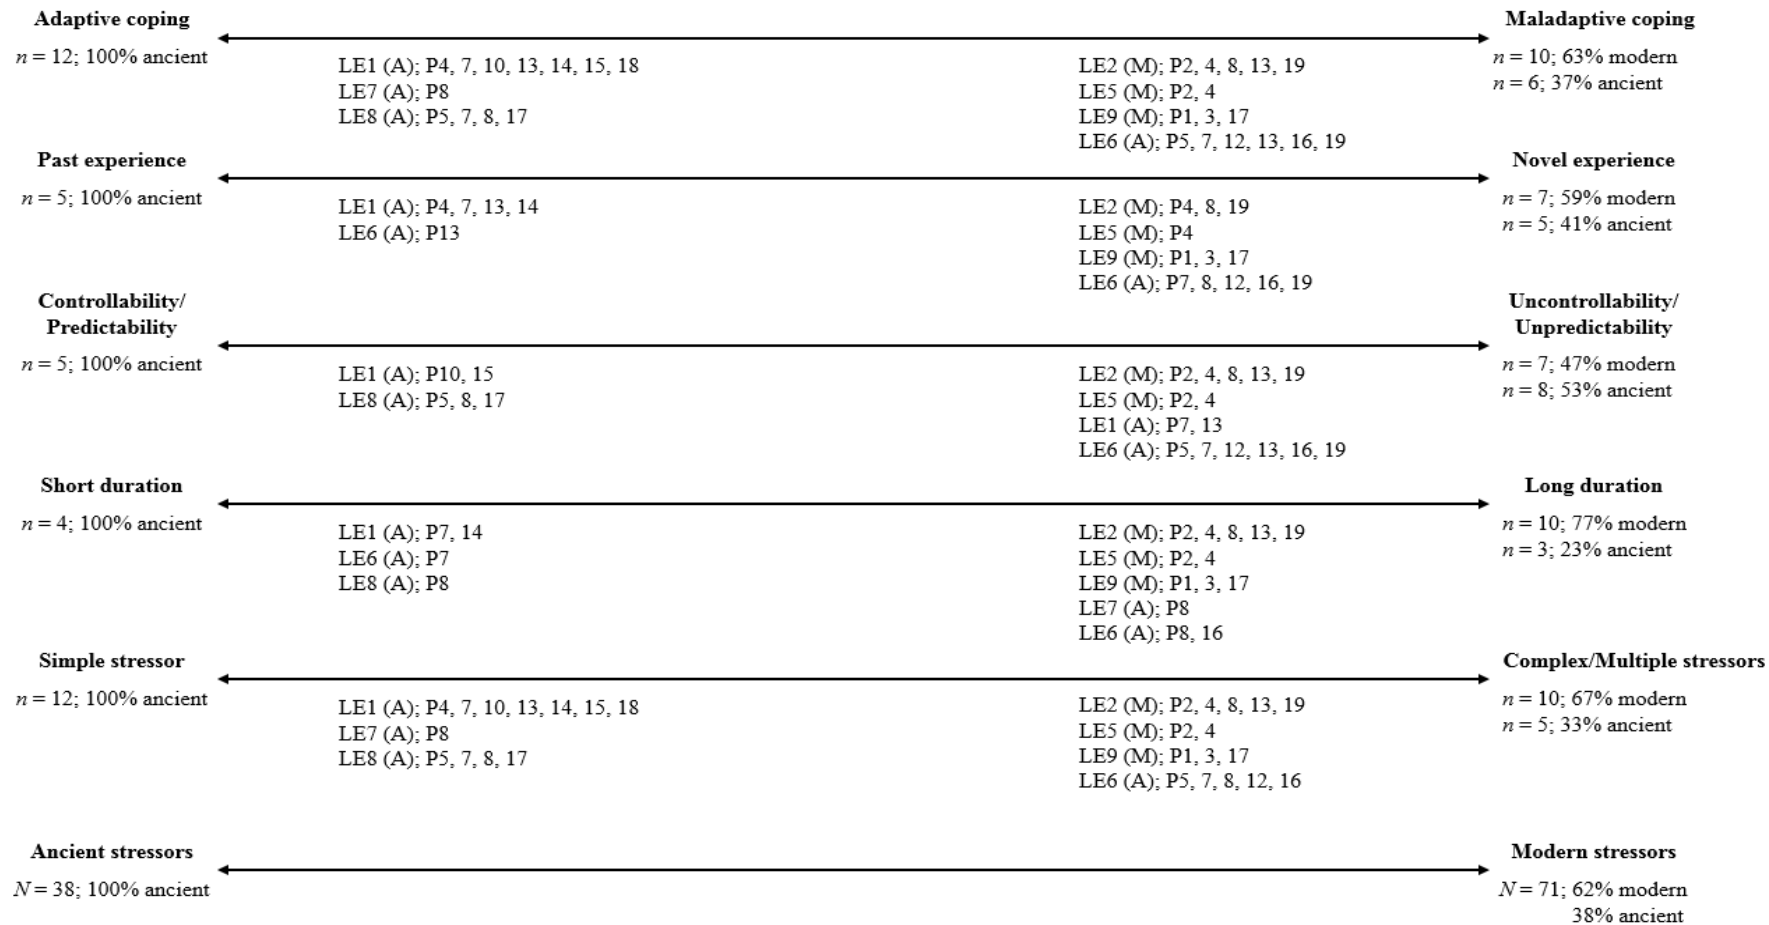 Adaptive coping
n = 12; 100% ancient
LE1 (A); P4, 7, 10, 13, 14, 15, 18
LE7 (A); P8
LE8 (A); P5, 7, 8, 17
LE2 (M); P2, 4, 8, 13, 19
LE5 (M); P2, 4
LE9 (M); P1, 3, 17
LE6 (A); P5, 7, 12, 13, 16, 19
Maladaptive coping
n = 10; 63% modern
n = 6; 37% ancient
Past experience
n = 5; 100% ancient
LE1 (A); P4, 7, 13, 14
LE6 (A); P13
LE2 (M); P4, 8, 19
LE5 (M); P4
LE9 (M); P1, 3, 17
LE6 (A); P7, 8, 12, 16, 19
Novel experience
n = 7; 59% modern
n = 5; 41% ancient
Controllability/
Predictability
n = 5; 100% ancient
LE1 (A); P10, 15
LE8 (A); P5, 8, 17
LE2 (M); P2, 4, 8, 13, 19
LE5 (M); P2, 4
LE1 (A); P7, 13
LE6 (A); P5, 7, 12, 13, 16, 19
Uncontrollability/
Unpredictability
n = 7; 47% modern
n = 8; 53% ancient
Short duration
n = 4; 100% ancient
LE1 (A); P7, 14
LE6 (A); P7
LE8 (A); P8
LE2 (M); P2, 4, 8, 13, 19
LE5 (M); P2, 4
LE9 (M); P1, 3, 17
LE7 (A); P8
LE6 (A); P8, 16
Long duration
n = 10; 77% modern
n = 3; 23% ancient
Simple stressor
n = 12; 100% ancient
LE1 (A); P4, 7, 10, 13, 14, 15, 18
LE7 (A); P8
LE8 (A); P5, 7, 8, 17
LE2 (M); P2, 4, 8, 13, 19
LE5 (M); P2, 4
LE9 (M); P1, 3, 17
LE6 (A); P5, 7, 8, 12, 16
Complex/Multiple stressors
n = 10; 67% modern
n = 5; 33% ancient
Ancient stressors
N = 38; 100% ancient
Modern stressors
N = 71; 62% modern
38% ancient